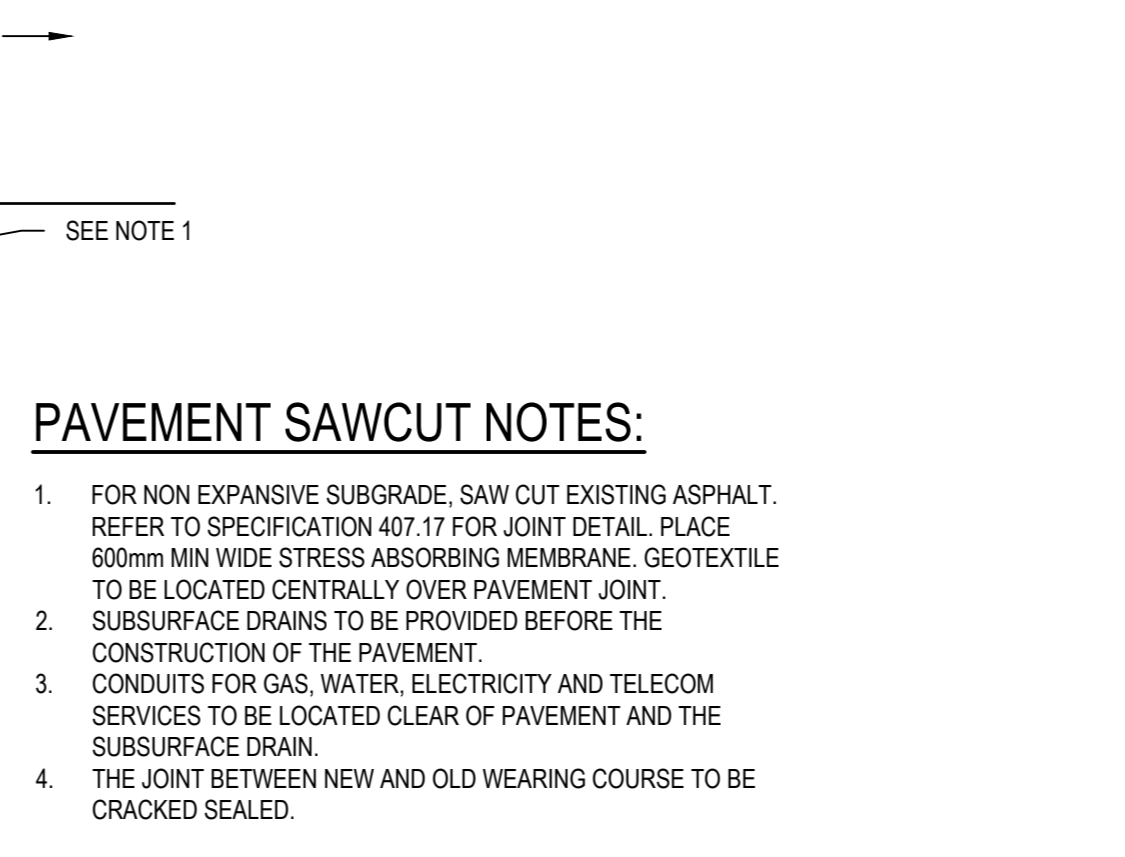 SEE NOTE 1
PAVEMENT SAWCUT NOTES:
1. FOR NON EXPANSIVE SUBGRADE, SAW CUT EXISTING ASPHALT.
REFER TO SPECIFICATION 407.17 FOR JOINT DETAIL. PLACE
600mm MIN WIDE STRESS ABSORBING MEMBRANE. GEOTEXTILE
TO BE LOCATED CENTRALLY OVER PAVEMENT JOINT.
2. SUBSURFACE DRAINS TO BE PROVIDED BEFORE THE
CONSTRUCTION OF THE PAVEMENT.
3. CONDUITS FOR GAS, WATER, ELECTRICITY AND TELECOM
SERVICES TO BE LOCATED CLEAR OF PAVEMENT AND THE
SUBSURFACE DRAIN.
4. THE JOINT BETWEEN NEW AND OLD WEARING COURSE TO BE
CRACKED SEALED.